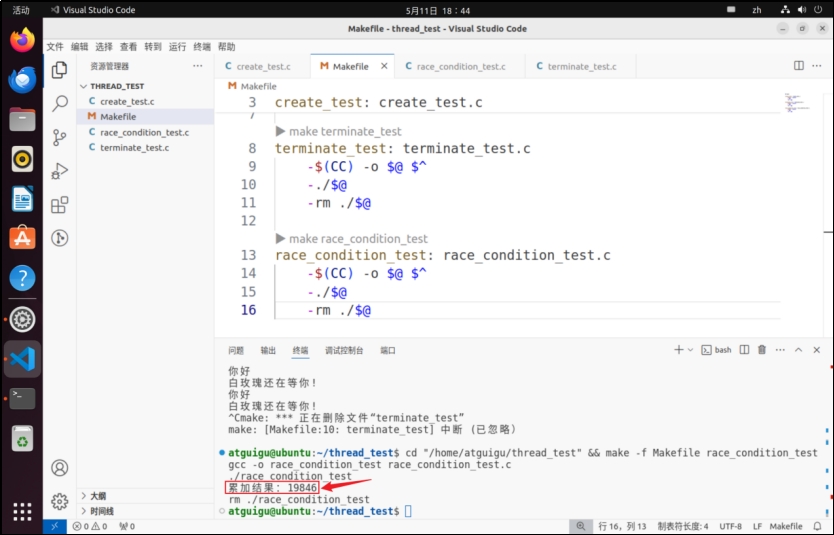 活动
Visual Studio Code
5月11日 18：44
zh
Makefile - thread_test - Visual Studio Code
文件 编辑 选择 查看 转到 运行 终端 帮助
资源管理器
THREAD_TEST
C create_test.c
M Makefile
C race_condition_test.c
C terminate_test.c
大纲
时间线
C create_test.c
M Makefile
C race_condition_test.c
C terminate_test.c
M Makefile
3 create_test: create_test.c
7
make terminate_test
8 terminate_test: terminate_test.c
9 -$(CC) -o $@ $^
10 -./$@
11 -rm ./$@
12
make race_condition_test
13 race_condition_test: race_condition_test.c
14 -$(CC) -o $@ $^
15 -./$@
16 -rm ./$@
问题 输出 终端 调试控制台 端口
bash
你好
白玫瑰还在等你！
你好
白玫瑰还在等你！
^Cmake: *** 正在删除文件“terminate_test”
make: [Makefile:10: terminate_test] 中断 (已忽略)
atguigu@ubuntu:~/thread_test$ cd "/home/atguigu/thread_test" && make -f Makefile race_condition_test
gcc -o race_condition_test race_condition_test.c
./race_condition_test
累加结果：19846
rm ./race_condition_test
atguigu@ubuntu:~/thread_test$
0 0 0
行 16，列 13 制表符长度: 4 UTF-8 LF Makefile